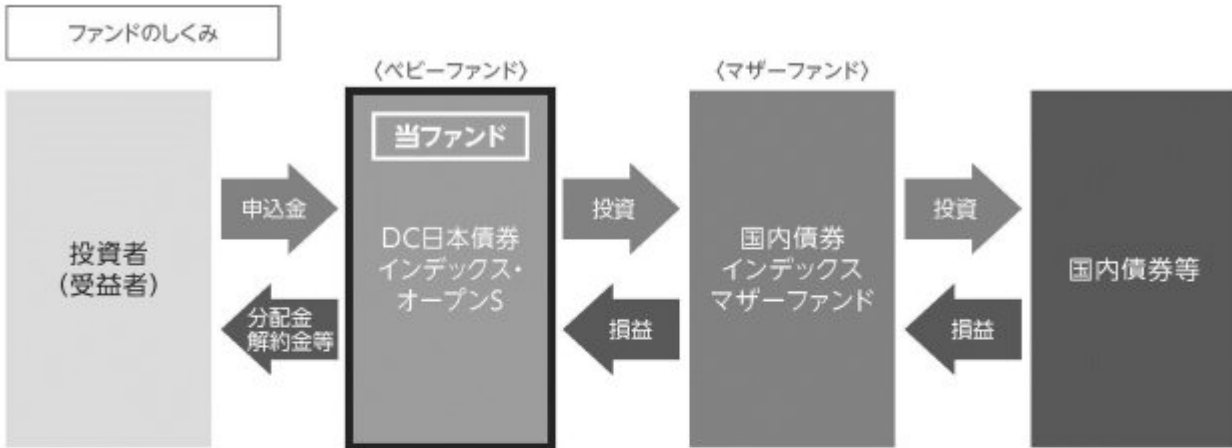 ファンドのしくみ
〈ベビーファンド〉
〈マザーファンド〉
投資者
（受益者）
申込金
分配金
解約金等
当ファンド
DC日本債券
インデックス・
オープンS
投資
損益
国内債券
インデックス
マザーファンド
投資
損益
国内債券等